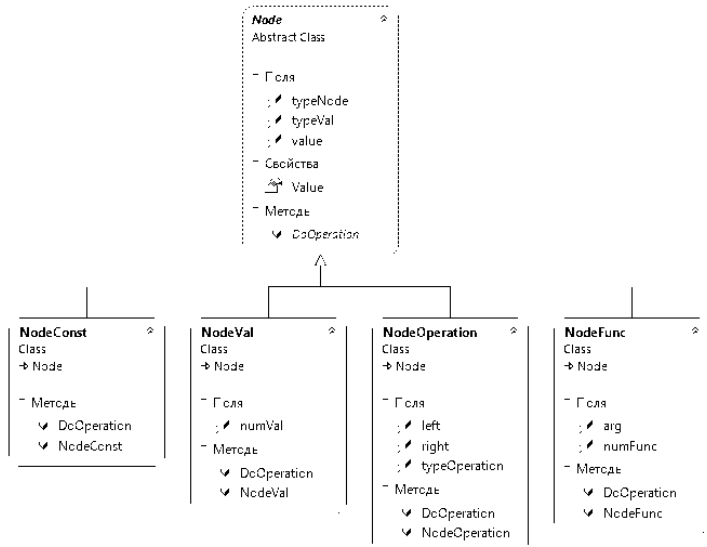 Node
Abstract Class
Поля
typeNode
typeVal
value
Свойства
Value
Методы
DoOperation
NodeConst
Class
Node
Методы
DoOperation
NodeConst
NodeVal
Class
Node
Поля
numVal
Методы
DoOperation
NodeVal
NodeOperation
Class
Node
Поля
left
right
typeOperation
Методы
DoOperation
NodeOperation
NodeFunc
Class
Node
Поля
arg
numFunc
Методы
DoOperation
NodeFunc